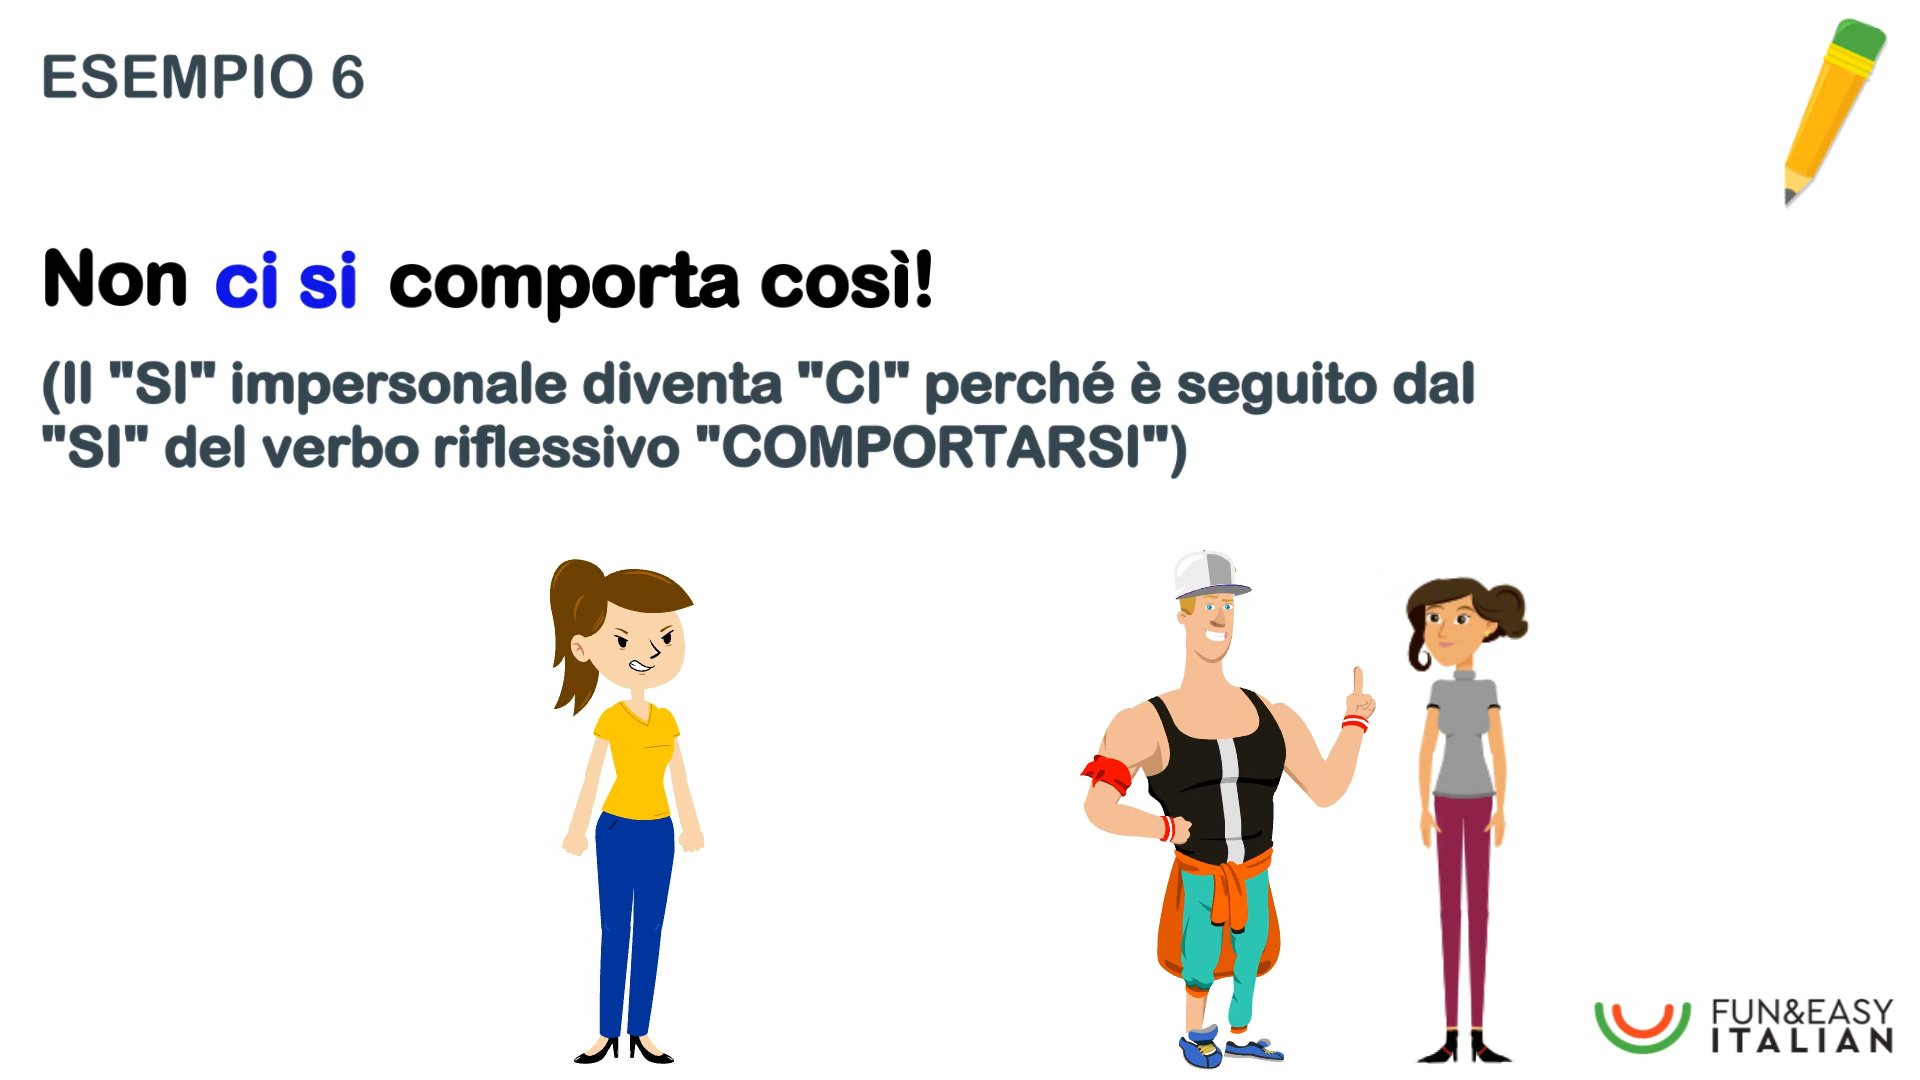 ESEMPIO 6
Non ci si comporta così!
(Il "SI" impersonale diventa "CI" perché è seguito dal
"SI" del verbo riflessivo "COMPORTARSI")
FUN&EASY
ITALIAN